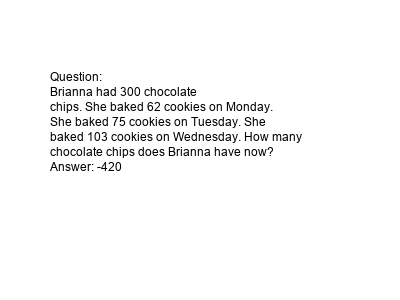 Question:
Brianna had 300 chocolate
chips. She baked 62 cookies on Monday.
She baked 75 cookies on Tuesday. She
baked 103 cookies on Wednesday. How many
chocolate chips does Brianna have now?
Answer: -420